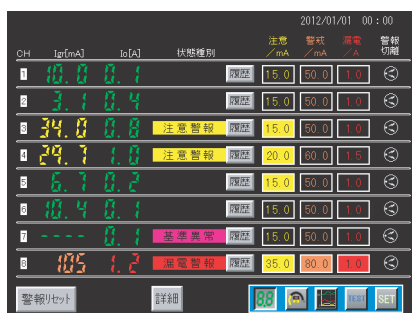 2012/01/01 00:00
CH Igr[mA] Io[A] 状態種別 注意／mA 警戒／mA 漏電／A 警報切離
1 10.0 0.1 履歴 15.0 50.0 1.0
2 3.1 0.4 履歴 15.0 50.0 1.0
3 34.0 0.8 注意警報 履歴 15.0 50.0 1.0
4 29.7 1.0 注意警報 履歴 20.0 60.0 1.5
5 6.7 0.2 履歴 15.0 50.0 1.0
6 10.4 0.1 履歴 15.0 50.0 1.0
7 ---- 0.1 基準異常 履歴 15.0 50.0 1.0
8 105 1.2 漏電警報 履歴 35.0 80.0 1.0
警報リセット 詳細 88 TEST SET